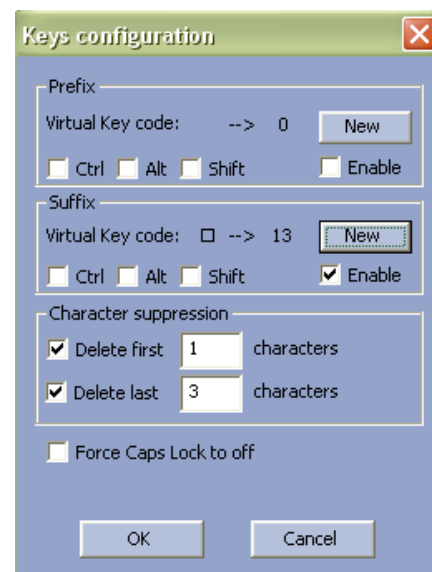 Keys configuration
Prefix
Virtual Key code: --> 0 New
Ctrl Alt Shift Enable
Suffix
Virtual Key code: --> 13 New
Ctrl Alt Shift Enable
Character suppression
Delete first 1 characters
Delete last 3 characters
Force Caps Lock to off
OK Cancel